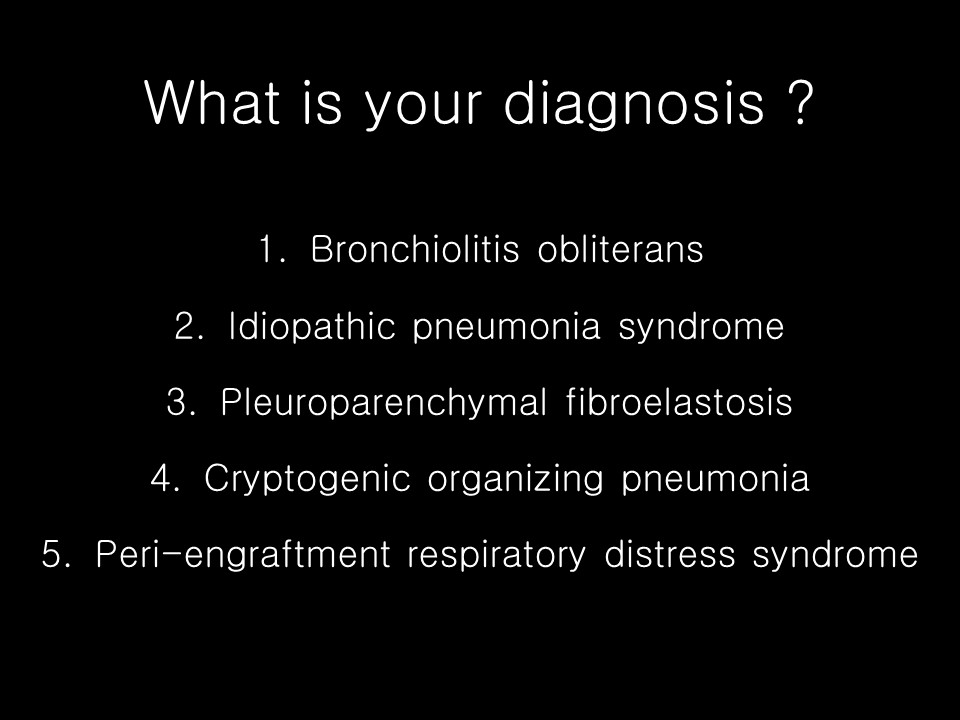 What is your diagnosis ?
1. Bronchiolitis obliterans
2. Idiopathic pneumonia syndrome
3. Pleuroparenchymal fibroelastosis
4. Cryptogenic organizing pneumonia
5. Peri-engraftment respiratory distress syndrome